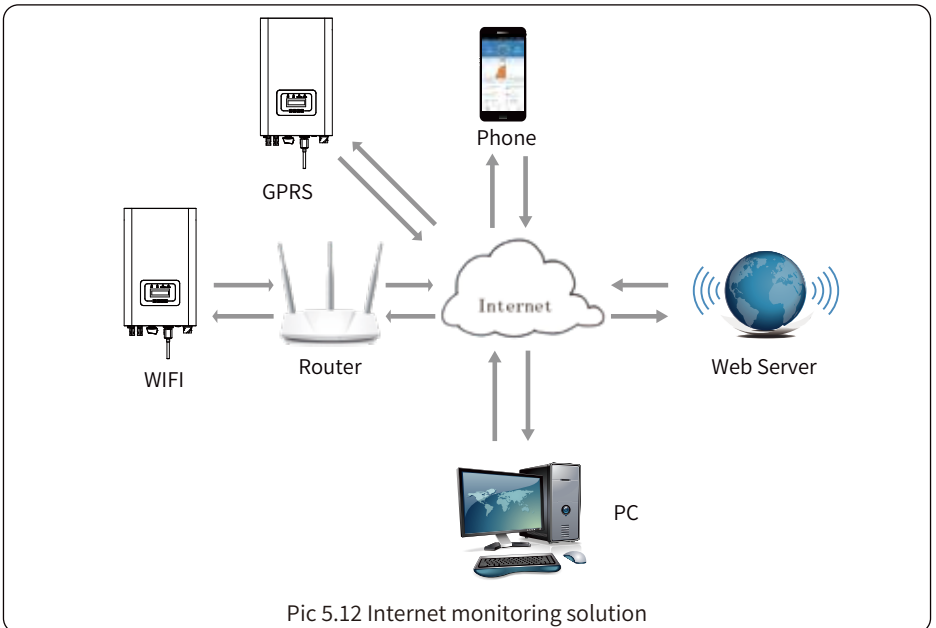 Phone
GPRS
Internet
WIFI
Router
Web Server
PC
Pic 5.12 Internet monitoring solution